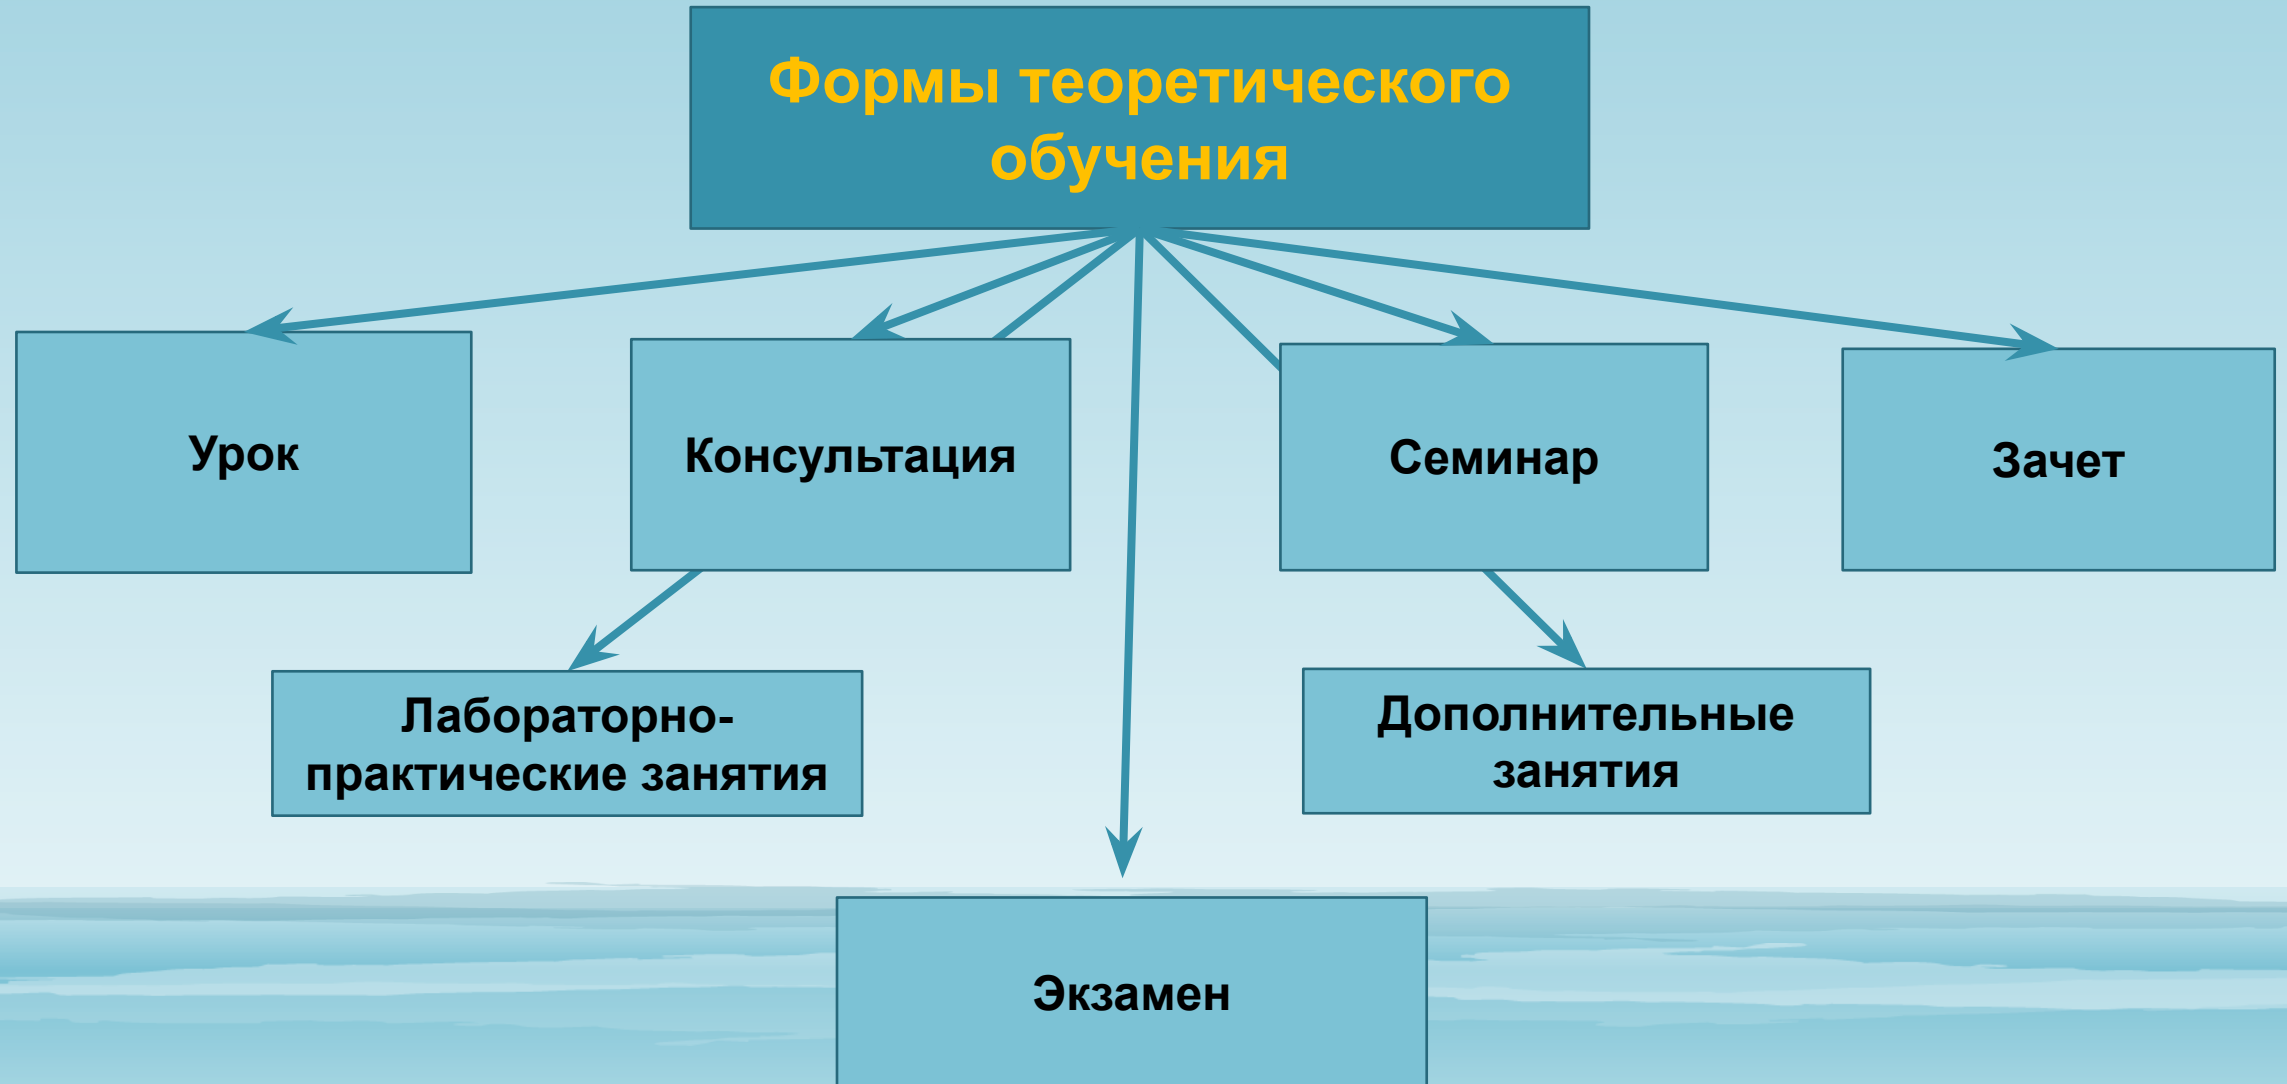 Формы теоретического
обучения
Урок
Консультация
Семинар
Зачет
Лабораторно-
практические занятия
Дополнительные
занятия
Экзамен